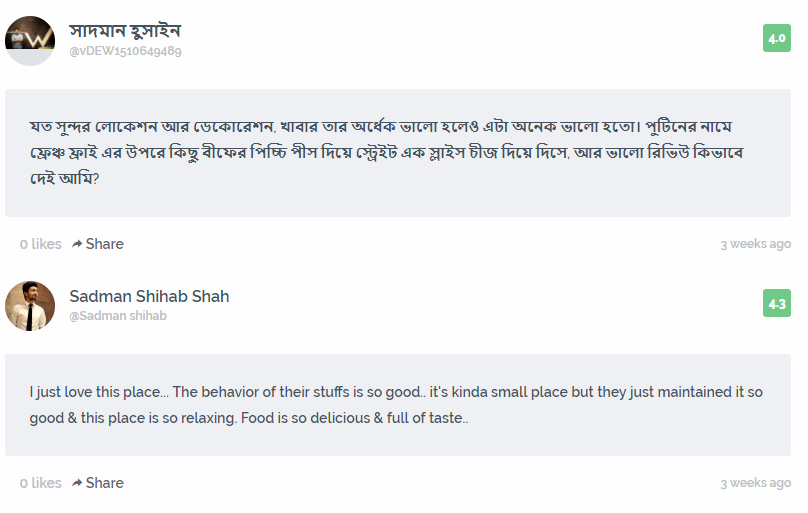 সাদমান হুসাইন
4.0
@vDEW1510649489
যত সুন্দর লোকেশন আর ডেকোরেশন, খাবার তার অর্ধেক ভালো হলেও এটা অনেক ভালো হতো। পুটিনের নামে
ফ্রেঞ্চ ফ্রাই এর উপরে কিছু বীফের পিচ্চি পীস দিয়ে স্ট্রেইট এক স্লাইস চীজ দিয়ে দিসে, আর ভালো রিভিউ কিভাবে
দেই আমি?
0 likes Share 3 weeks ago
Sadman Shihab Shah
4.3
@Sadman shihab
I just love this place... The behavior of their stuffs is so good.. it's kinda small place but they just maintained it so
good & this place is so relaxing. Food is so delicious & full of taste..
0 likes Share 3 weeks ago